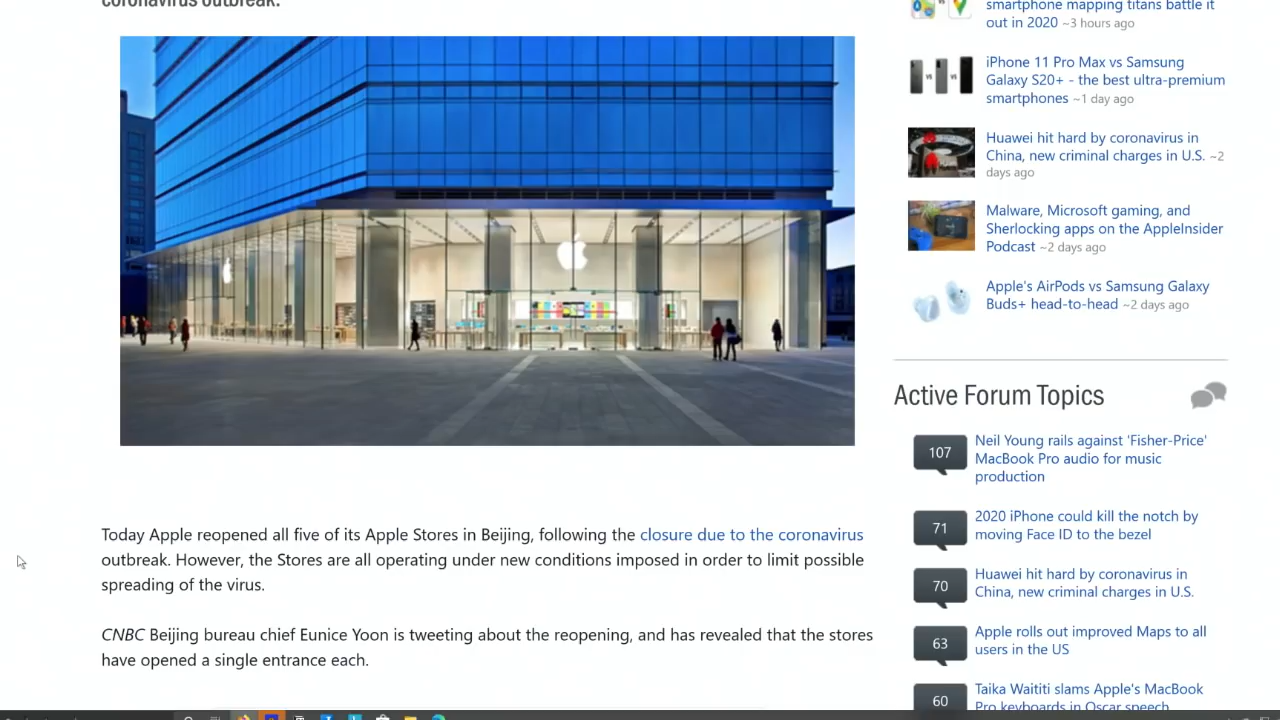 coronavirus outbreak.
Today Apple reopened all five of its Apple Stores in Beijing, following the closure due to the coronavirus
outbreak. However, the Stores are all operating under new conditions imposed in order to limit possible
spreading of the virus.
CNBC Beijing bureau chief Eunice Yoon is tweeting about the reopening, and has revealed that the stores
have opened a single entrance each.
smartphone mapping titans battle it
out in 2020 ~3 hours ago
iPhone 11 Pro Max vs Samsung
Galaxy S20+ - the best ultra-premium
smartphones ~1 day ago
Huawei hit hard by coronavirus in
China, new criminal charges in U.S. ~2
days ago
Malware, Microsoft gaming, and
Sherlocking apps on the AppleInsider
Podcast ~2 days ago
Apple's AirPods vs Samsung Galaxy
Buds+ head-to-head ~2 days ago
Active Forum Topics
107
Neil Young rails against 'Fisher-Price'
MacBook Pro audio for music
production
71
2020 iPhone could kill the notch by
moving Face ID to the bezel
70
Huawei hit hard by coronavirus in
China, new criminal charges in U.S.
63
Apple rolls out improved Maps to all
users in the US
60
Taika Waititi slams Apple's MacBook
Pro keyboards in Oscar speech